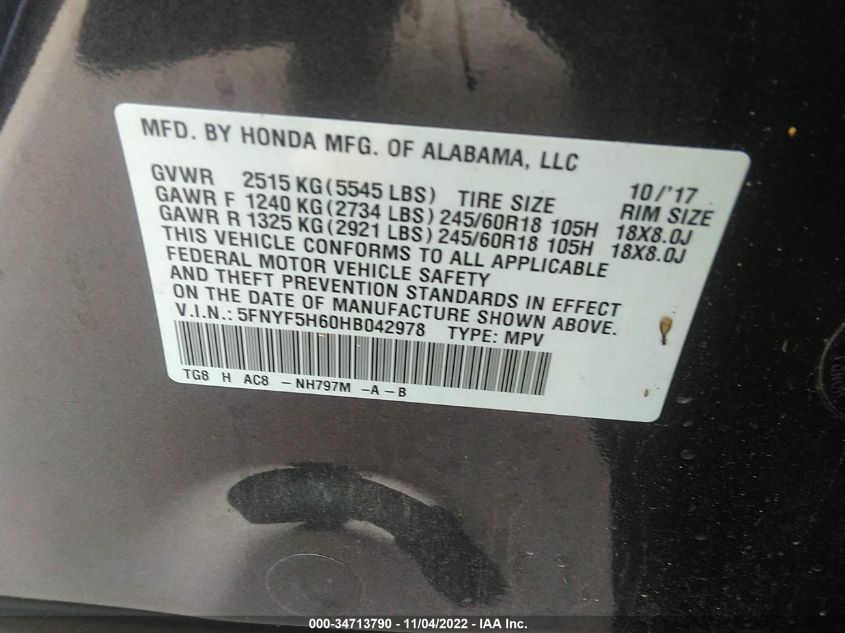 MFD. BY HONDA MFG. OF ALABAMA, LLC
GVWR 2515 KG(5545 LBS) TIRE SIZE 10/'17 RIM SIZE
GAWR F 1240 KG(2734 LBS) 245/60R18 105H 18X8.0J
GAWR R 1325 KG(2921 LBS) 245/60R18 105H 18X8.0J
THIS VEHICLE CONFORMS TO ALL APPLICABLE
FEDERAL MOTOR VEHICLE SAFETY
AND THEFT PREVENTION STANDARDS IN EFFECT
ON THE DATE OF MANUFACTURE SHOWN ABOVE.
V.I.N.: 5FNYF5H60HB042978 TYPE: MPV
TG8 H AC8 - NH797M -A - B
000-34713790 - 11/04/2022 - IAA Inc.